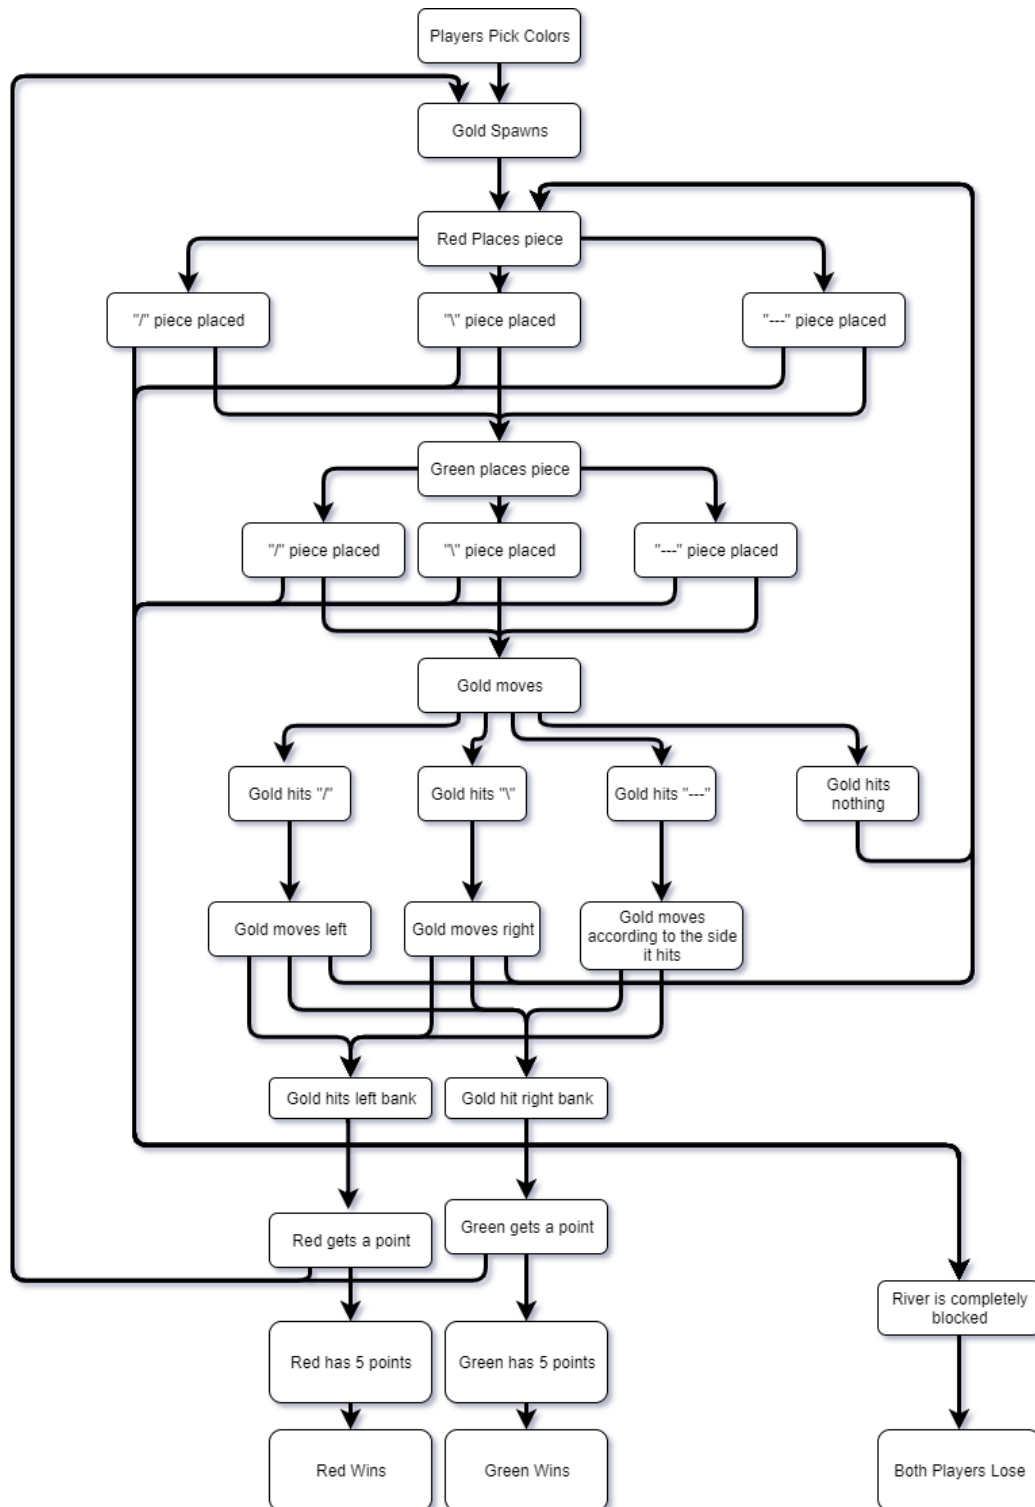 Players Pick Colors
Gold Spawns
Red Places piece
"/" piece placed
"\" piece placed
"---" piece placed
Green places piece
"/" piece placed
"\" piece placed
"---" piece placed
Gold moves
Gold hits "/"
Gold hits "\"
Gold hits "---"
Gold hits
nothing
Gold moves left
Gold moves right
Gold moves
according to the side
it hits
Gold hits left bank
Gold hit right bank
Red gets a point
Green gets a point
River is completely
blocked
Red has 5 points
Green has 5 points
Red Wins
Green Wins
Both Players Lose